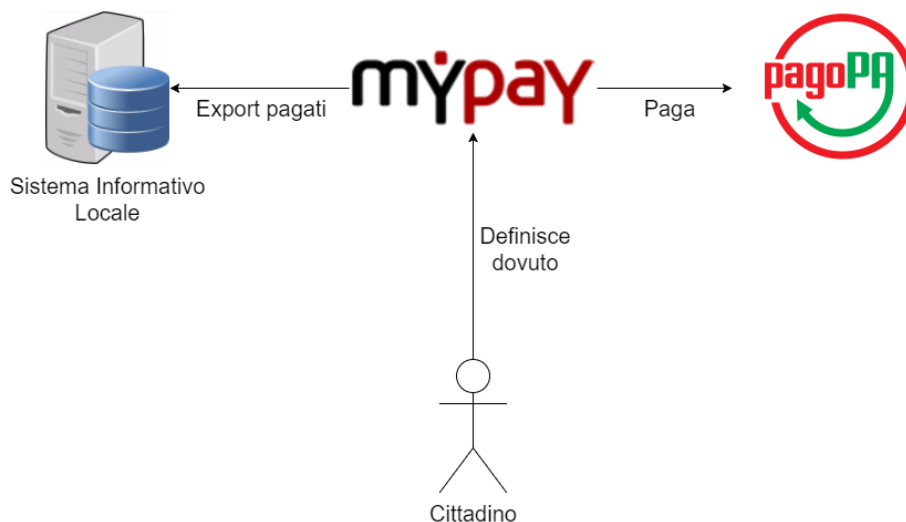 mypay
pagoPA
Export pagati
Paga
Sistema Informativo
Locale
Definisce
dovuto
Cittadino